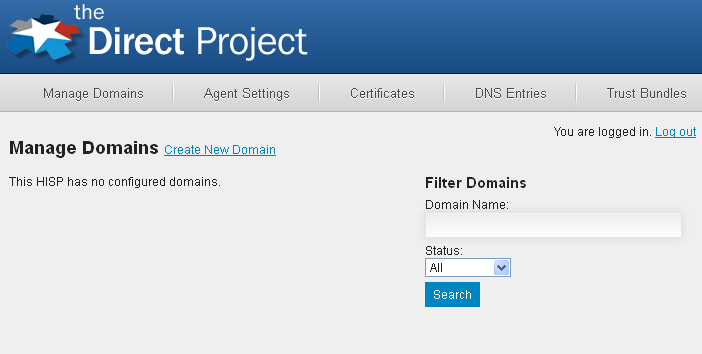 the
Direct Project
Manage Domains Agent Settings Certificates DNS Entries Trust Bundles
You are logged in. Log out
Manage Domains Create New Domain
This HISP has no configured domains.
Filter Domains
Domain Name:
Status:
All
Search